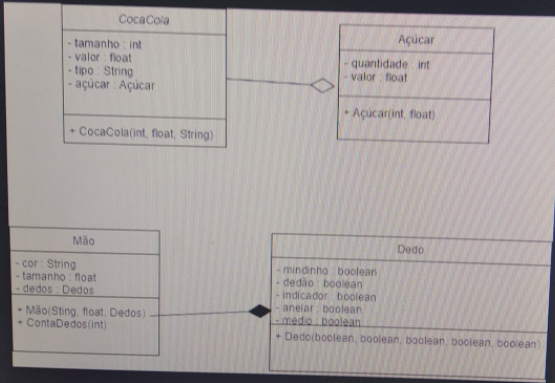 CocaCola
- tamanho : int
- valor : float
- tipo : String
- açúcar : Açúcar
+ CocaCola(int, float, String)
Açúcar
- quantidade : int
- valor : float
+ Açúcar(int, float)
Mão
- cor : String
- tamanho : float
- dedos : Dedos
+ Mão(Sting, float, Dedos)
+ ContaDedos(int)
Dedo
- mindinho : boolean
- dedão : boolean
- indicador : boolean
- anelar : boolean
- medio : boolean
+ Dedo(boolean, boolean, boolean, boolean, boolean)